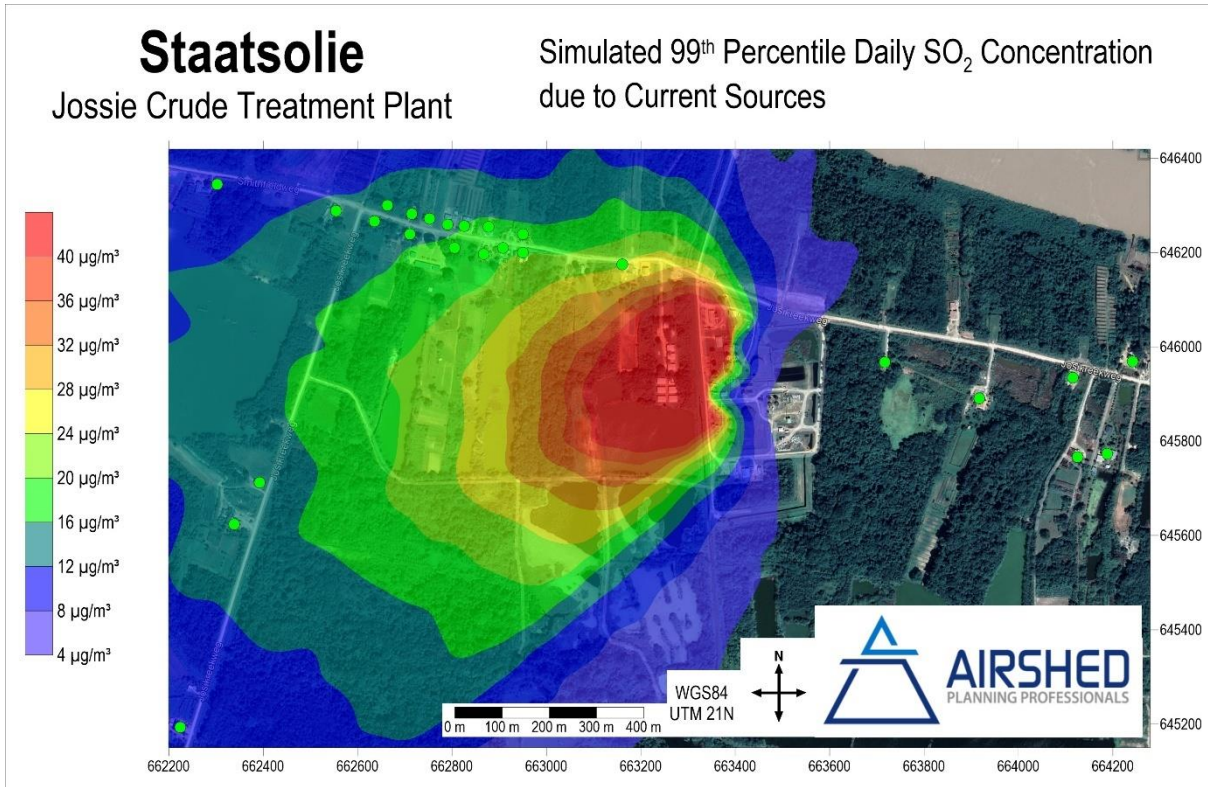 Staatsolie
Jossie Crude Treatment Plant
Simulated 99th Percentile Daily SO2 Concentration
due to Current Sources
40 µg/m³
36 µg/m³
32 µg/m³
28 µg/m³
24 µg/m³
20 µg/m³
16 µg/m³
12 µg/m³
8 µg/m³
4 µg/m³
646400
646200
646000
645800
645600
645400
645200
WGS84
UTM 21N
N
0 m 100 m 200 m 300 m 400 m
AIRSHED
PLANNING PROFESSIONALS
662200 662400 662600 662800 663000 663200 663400 663600 663800 664000 664200